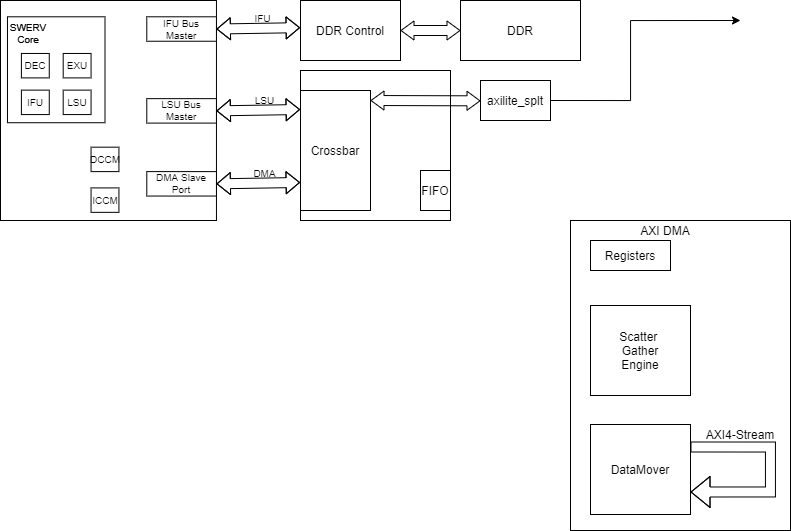 SWERV
Core
DEC
EXU
IFU
LSU
DCCM
ICCM
IFU Bus
Master
LSU Bus
Master
DMA Slave
Port
IFU
LSU
DMA
DDR Control
DDR
Crossbar
FIFO
axilite_splt
AXI DMA
Registers
Scatter
Gather
Engine
DataMover
AXI4-Stream